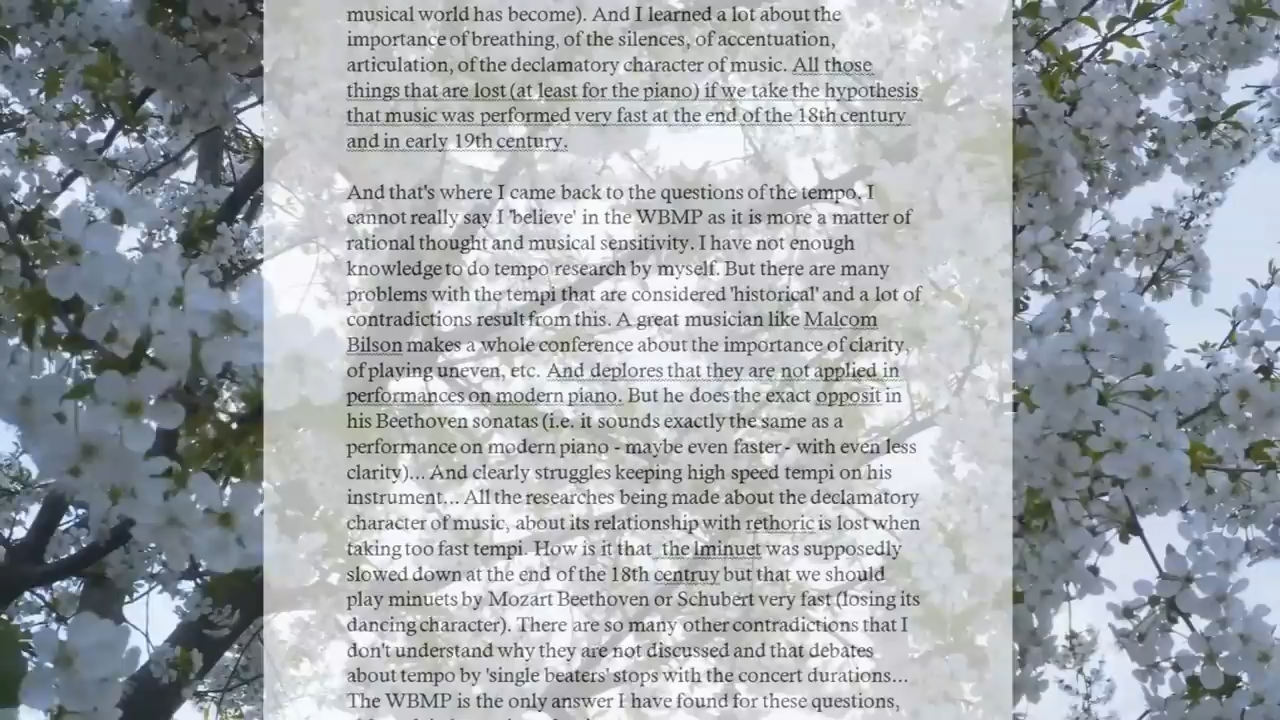 musical world has become). And I learned a lot about the
importance of breathing, of the silences, of accentuation,
articulation, of the declamatory character of music. All those
things that are lost (at least for the piano) if we take the hypothesis
that music was performed very fast at the end of the 18th century
and in early 19th century.
And that's where I came back to the questions of the tempo. I
cannot really say I 'believe' in the WBMP as it is more a matter of
rational thought and musical sensitivity. I have not enough
knowledge to do tempo research by myself. But there are many
problems with the tempi that are considered 'historical' and a lot of
contradictions result from this. A great musician like Malcom
Bilson makes a whole conference about the importance of clarity,
of playing uneven, etc. And deplores that they are not applied in
performances on modern piano. But he does the exact opposit in
his Beethoven sonatas (i.e. it sounds exactly the same as a
performance on modern piano - maybe even faster - with even less
clarity)... And clearly struggles keeping high speed tempi on his
instrument... All the researches being made about the declamatory
character of music, about its relationship with rethoric is lost when
taking too fast tempi. How is it that the lminuet was supposedly
slowed down at the end of the 18th centruy but that we should
play minuets by Mozart Beethoven or Schubert very fast (losing its
dancing character). There are so many other contradictions that I
don't understand why they are not discussed and that debates
about tempo by 'single beaters' stops with the concert durations...
The WBMP is the only answer I have found for these questions,